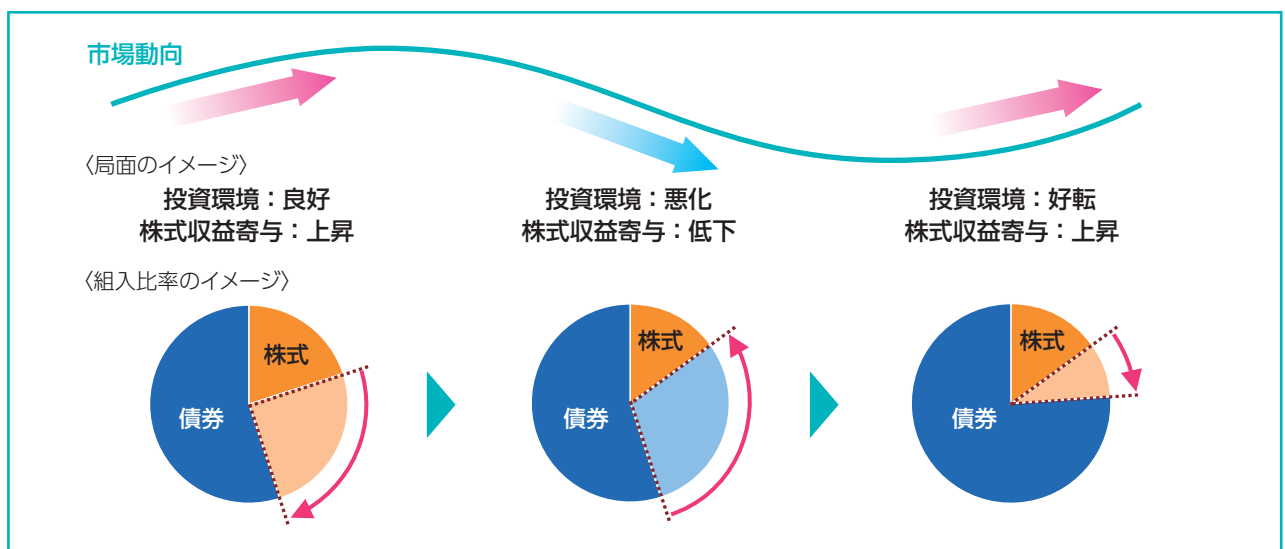 市場動向
〈局面のイメージ〉
投資環境：良好
株式収益寄与：上昇
投資環境：悪化
株式収益寄与：低下
投資環境：好転
株式収益寄与：上昇
〈組入比率のイメージ〉
株式
債券
株式
債券
株式
債券